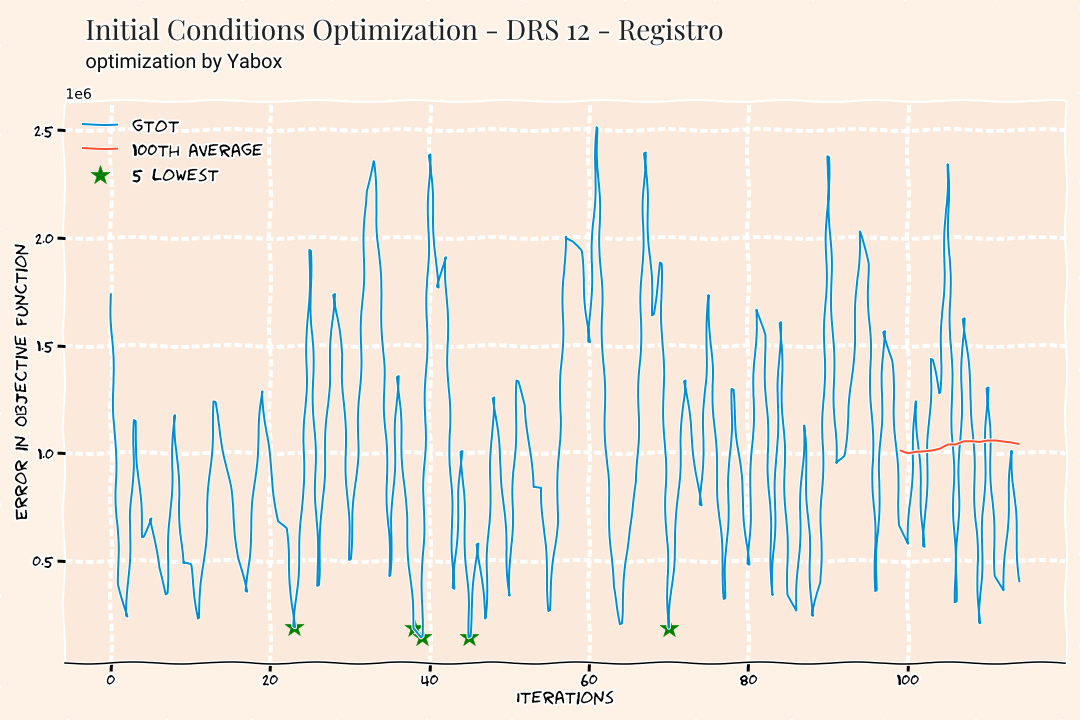 Initial Conditions Optimization - DRS 12 - Registro
optimization by Yabox
1e6
GTOT
100TH AVERAGE
5 LOWEST
2.5
2.0
1.5
1.0
0.5
ERROR IN OBJECTIVE FUNCTION
0 20 40 60 80 100
ITERATIONS